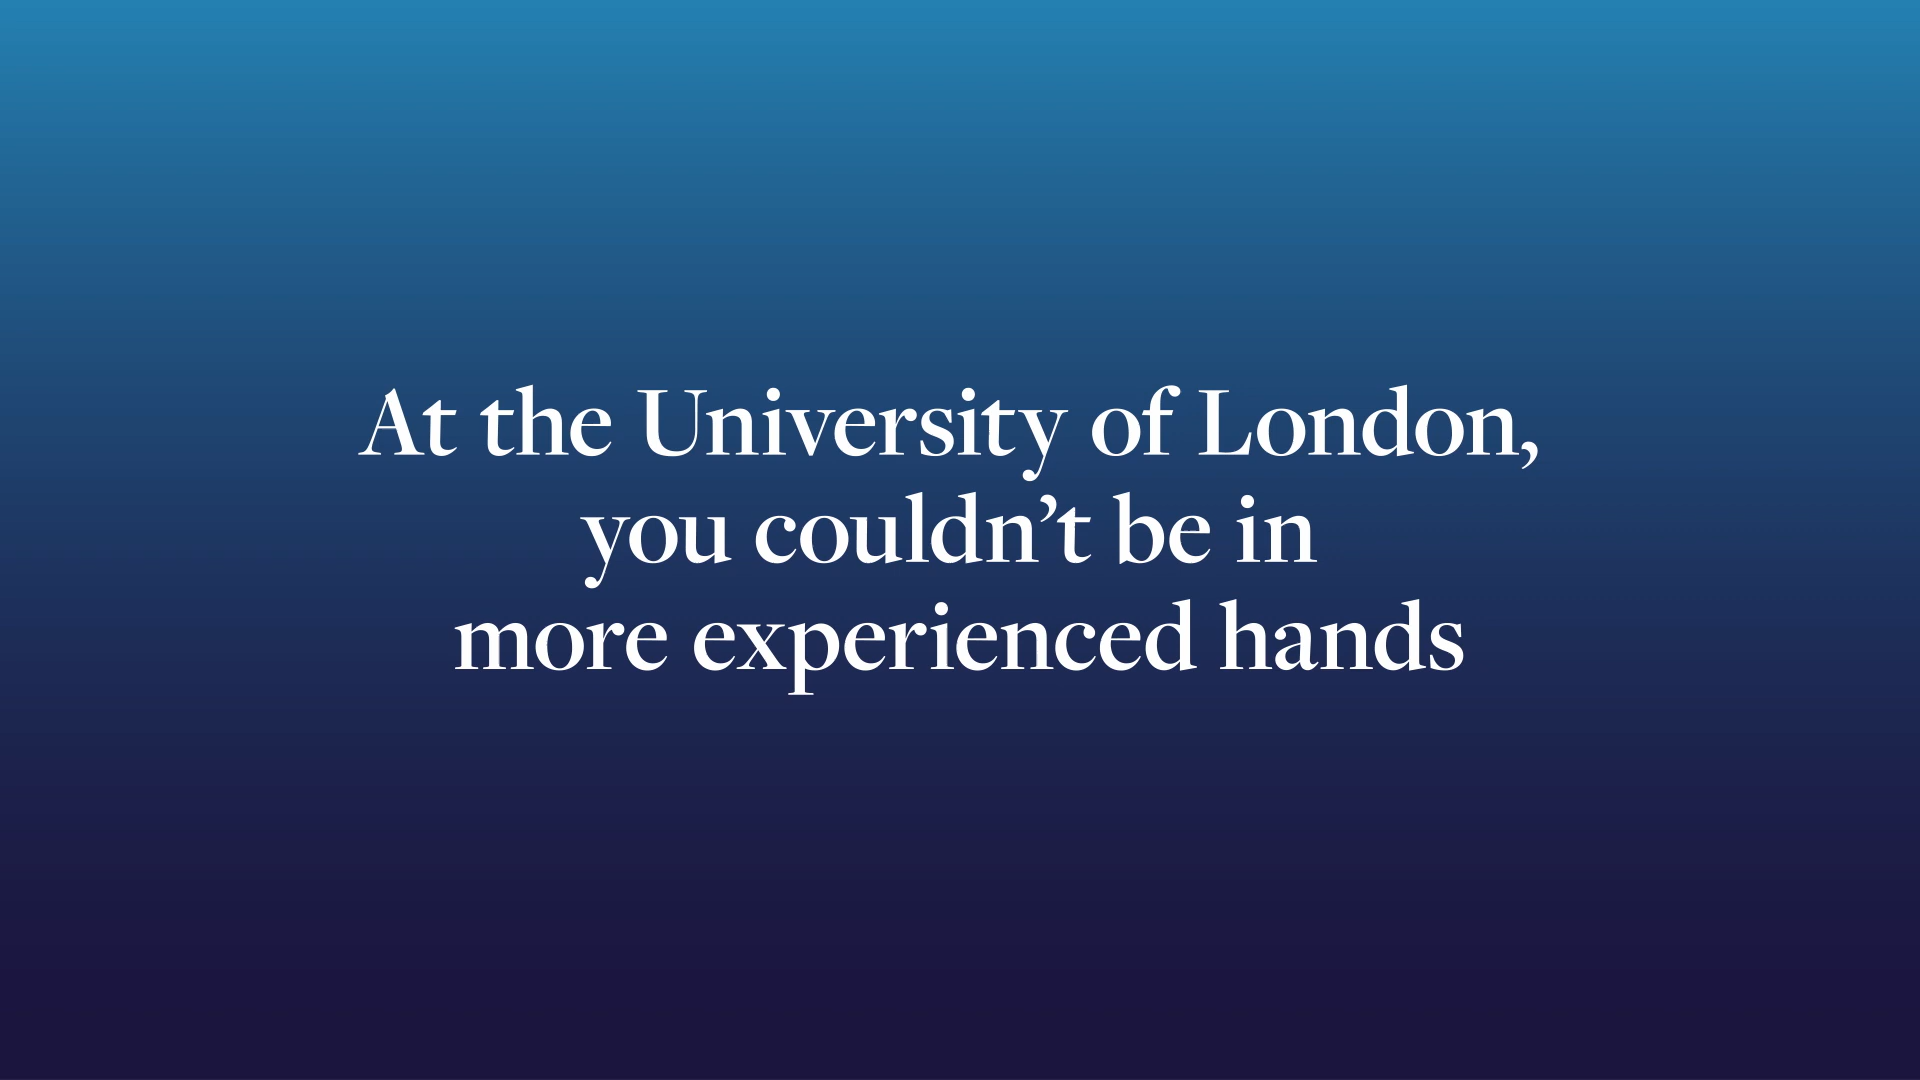 At the University of London,
you couldn’t be in
more experienced hands